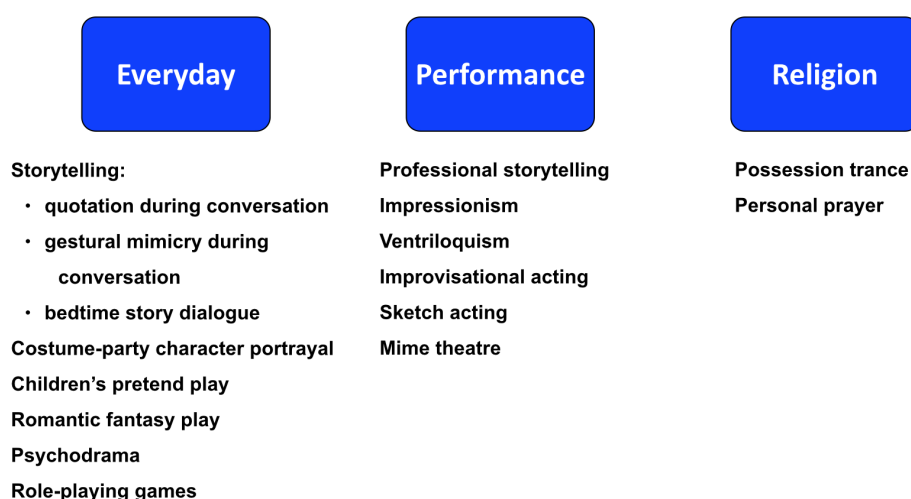 Everyday
Storytelling:
· quotation during conversation
· gestural mimicry during
conversation
· bedtime story dialogue
Costume-party character portrayal
Children’s pretend play
Romantic fantasy play
Psychodrama
Role-playing games
Performance
Professional storytelling
Impressionism
Ventriloquism
Improvisational acting
Sketch acting
Mime theatre
Religion
Possession trance
Personal prayer